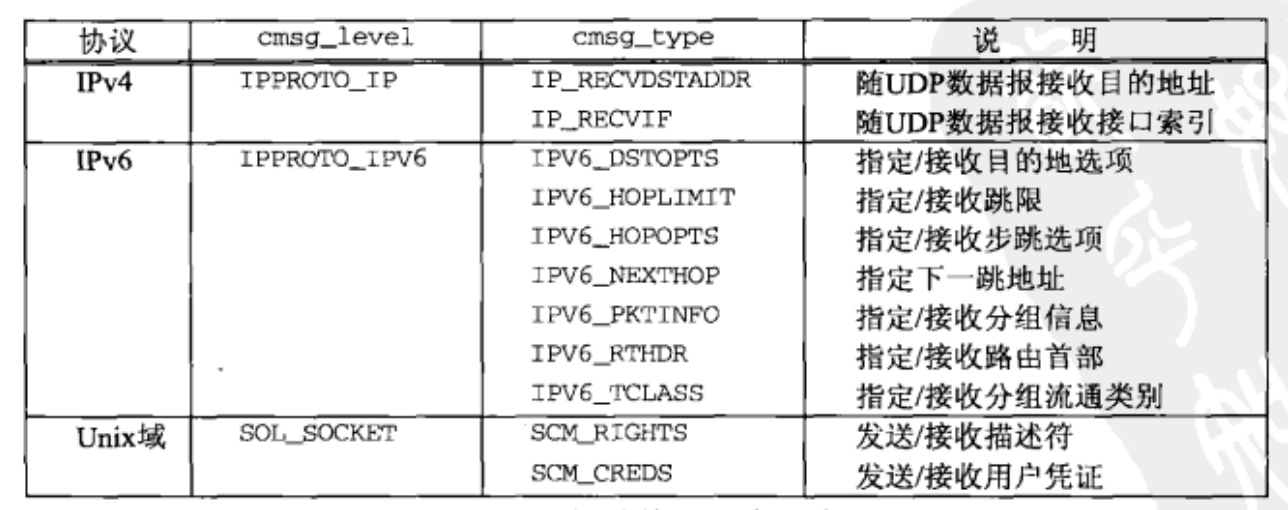 协议 cmsg_level cmsg_type 说 明
IPv4 IPPROTO_IP IP_RECVDSTADDR 随UDP数据报接收目的地址
IP_RECVIF 随UDP数据报接收接口索引
IPv6 IPPROTO_IPV6 IPV6_DSTOPTS 指定/接收目的地选项
IPV6_HOPLIMIT 指定/接收跳限
IPV6_HOPOPTS 指定/接收步跳选项
IPV6_NEXTHOP 指定下一跳地址
IPV6_PKTINFO 指定/接收分组信息
IPV6_RTHDR 指定/接收路由首部
IPV6_TCLASS 指定/接收分组流通类别
Unix域 SOL_SOCKET SCM_RIGHTS 发送/接收描述符
SCM_CREDS 发送/接收用户凭证